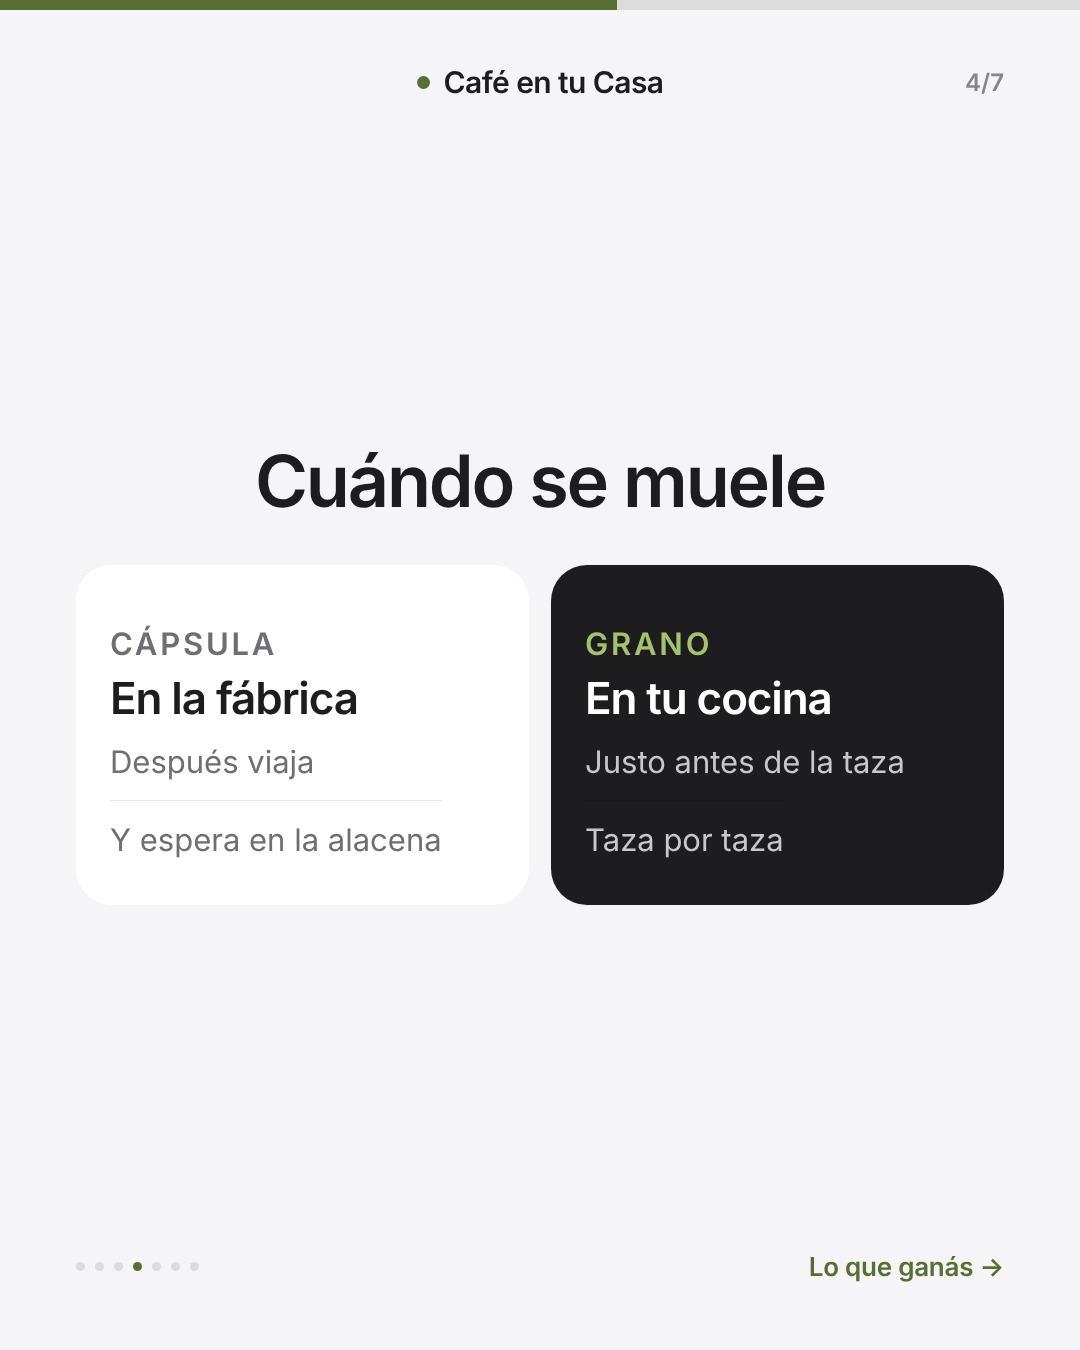 Café en tu Casa
4/7
Cuándo se muele
CÁPSULA
En la fábrica
Después viaja
Y espera en la alacena
GRANO
En tu cocina
Justo antes de la taza
Taza por taza
Lo que ganás →